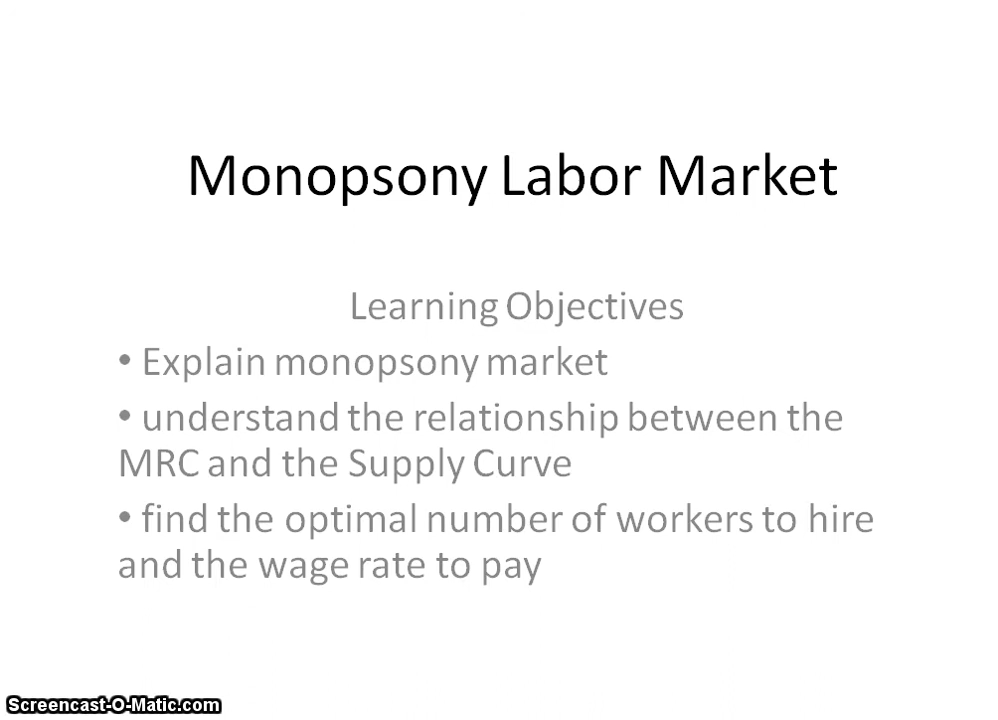 Monopsony Labor Market
Learning Objectives
• Explain monopsony market
• understand the relationship between the
MRC and the Supply Curve
• find the optimal number of workers to hire
and the wage rate to pay
Screencast-O-Matic.com